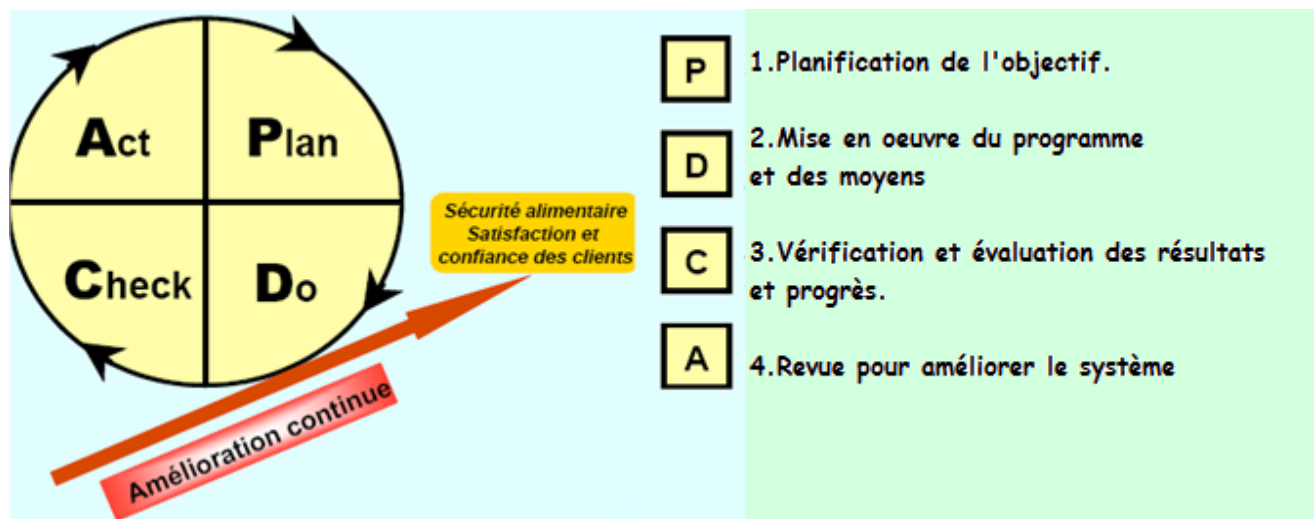 Act
Plan
Check
Do
Sécurité alimentaire
Satisfaction et
confiance des clients
Amélioration continue
P
1.Planification de l'objectif.
D
2.Mise en oeuvre du programme
et des moyens
C
3.Vérification et évaluation des résultats
et progrès.
A
4.Revue pour améliorer le système